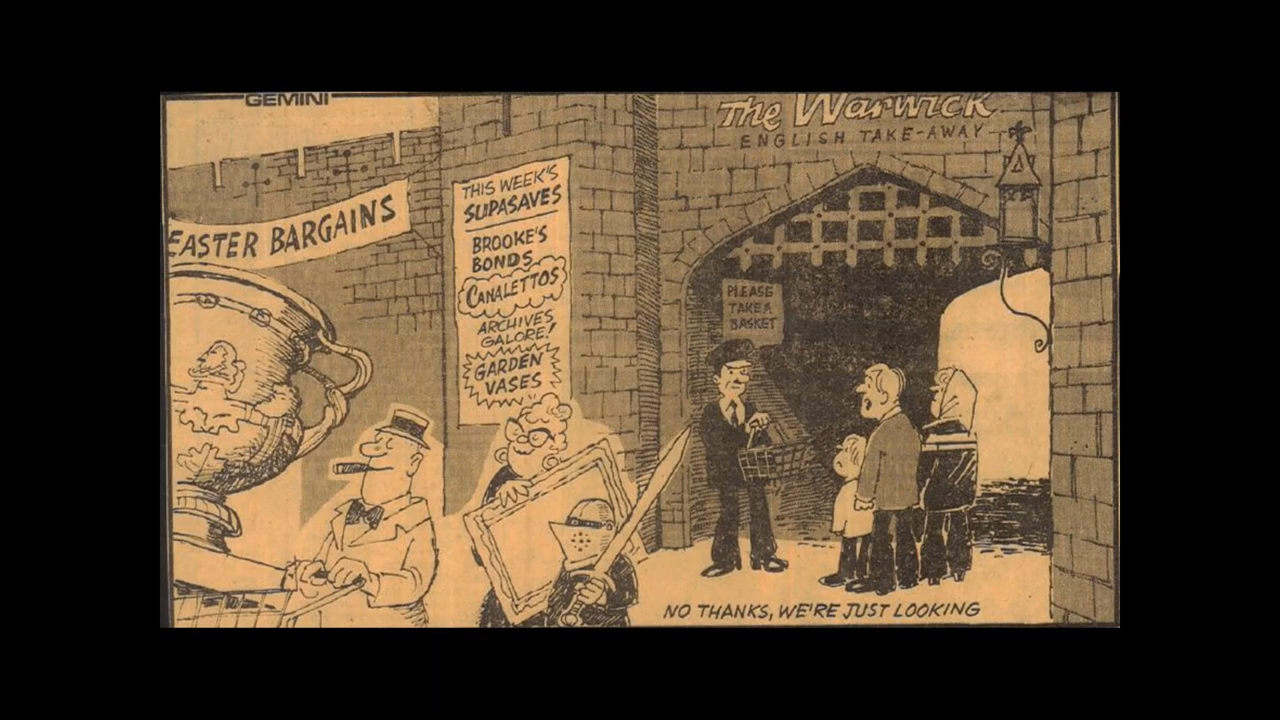 GEMINI
EASTER BARGAINS
THIS WEEK'S
SUPASAVES
BROOKE'S
BONDS
CANALETTOS
ARCHIVES
GALORE!
GARDEN
VASES
The Warwick
ENGLISH TAKE-AWAY
PLEASE
TAKE A
BASKET
NO THANKS, WE'RE JUST LOOKING